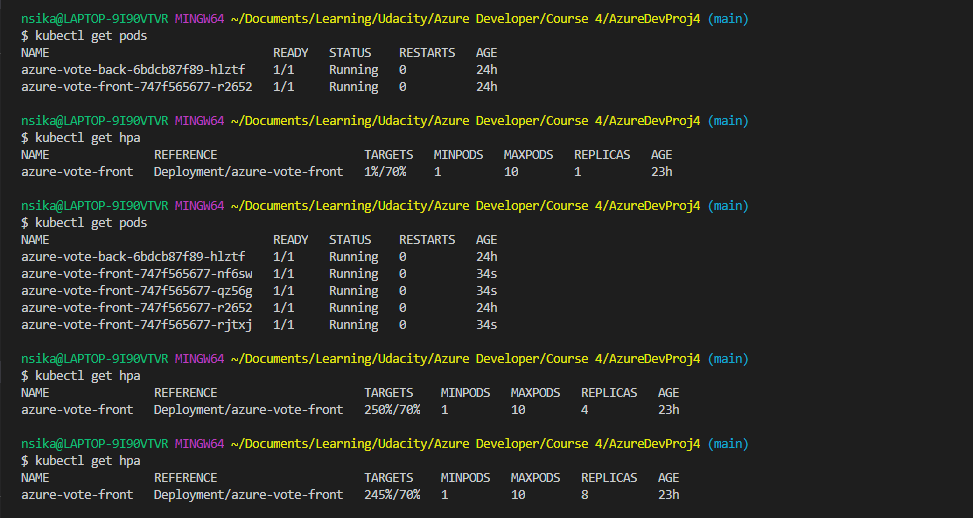 nsika@LAPTOP-9I90VTVR MINGW64 ~/Documents/Learning/Udacity/Azure Developer/Course 4/AzureDevProj4 (main)
$ kubectl get pods
NAME READY STATUS RESTARTS AGE
azure-vote-back-6bdcb87f89-hlztf 1/1 Running 0 24h
azure-vote-front-747f565677-r2652 1/1 Running 0 24h
nsika@LAPTOP-9I90VTVR MINGW64 ~/Documents/Learning/Udacity/Azure Developer/Course 4/AzureDevProj4 (main)
$ kubectl get hpa
NAME REFERENCE TARGETS MINPODS MAXPODS REPLICAS AGE
azure-vote-front Deployment/azure-vote-front 1%/70% 1 10 1 23h
nsika@LAPTOP-9I90VTVR MINGW64 ~/Documents/Learning/Udacity/Azure Developer/Course 4/AzureDevProj4 (main)
$ kubectl get pods
NAME READY STATUS RESTARTS AGE
azure-vote-back-6bdcb87f89-hlztf 1/1 Running 0 24h
azure-vote-front-747f565677-nf6sw 1/1 Running 0 34s
azure-vote-front-747f565677-qz56g 1/1 Running 0 34s
azure-vote-front-747f565677-r2652 1/1 Running 0 24h
azure-vote-front-747f565677-rjtxj 1/1 Running 0 34s
nsika@LAPTOP-9I90VTVR MINGW64 ~/Documents/Learning/Udacity/Azure Developer/Course 4/AzureDevProj4 (main)
$ kubectl get hpa
NAME REFERENCE TARGETS MINPODS MAXPODS REPLICAS AGE
azure-vote-front Deployment/azure-vote-front 250%/70% 1 10 4 23h
nsika@LAPTOP-9I90VTVR MINGW64 ~/Documents/Learning/Udacity/Azure Developer/Course 4/AzureDevProj4 (main)
$ kubectl get hpa
NAME REFERENCE TARGETS MINPODS MAXPODS REPLICAS AGE
azure-vote-front Deployment/azure-vote-front 245%/70% 1 10 8 23h